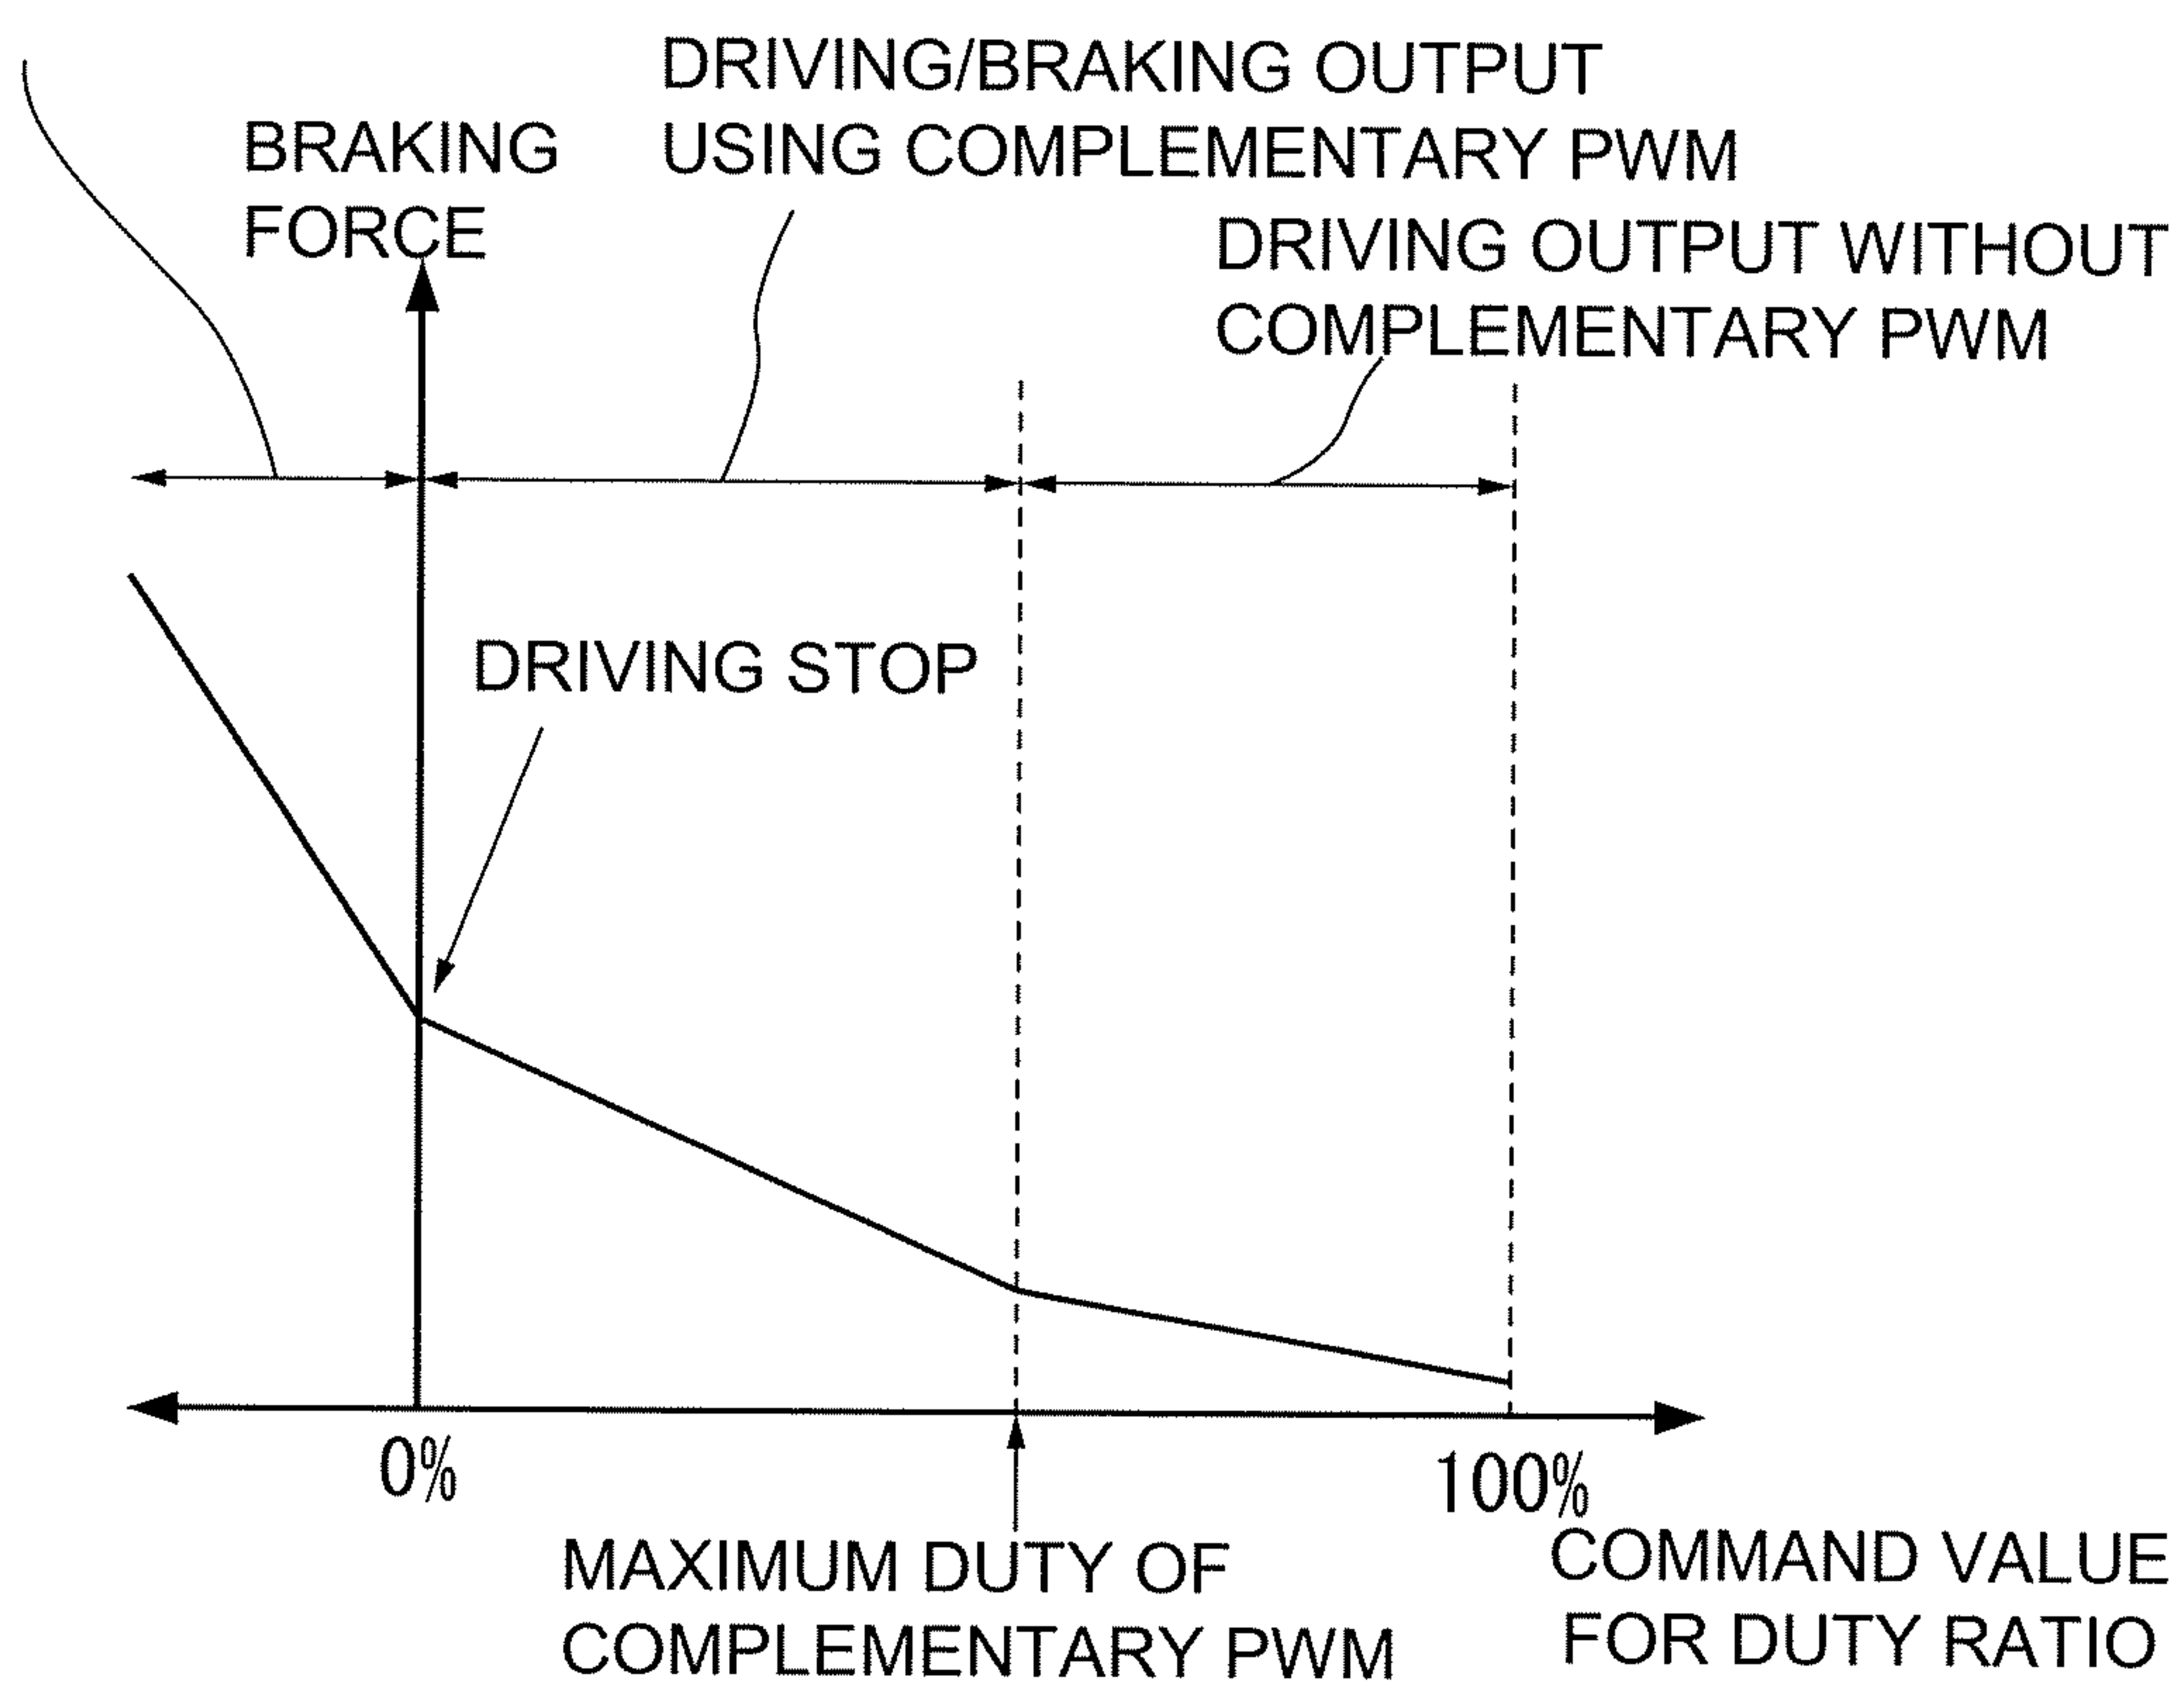 DRIVING/BRAKING OUTPUT
USING COMPLEMENTARY PWM
BRAKING
FORCE
DRIVING OUTPUT WITHOUT
COMPLEMENTARY PWM
DRIVING STOP
0%
100%
MAXIMUM DUTY OF
COMPLEMENTARY PWM
COMMAND VALUE
FOR DUTY RATIO